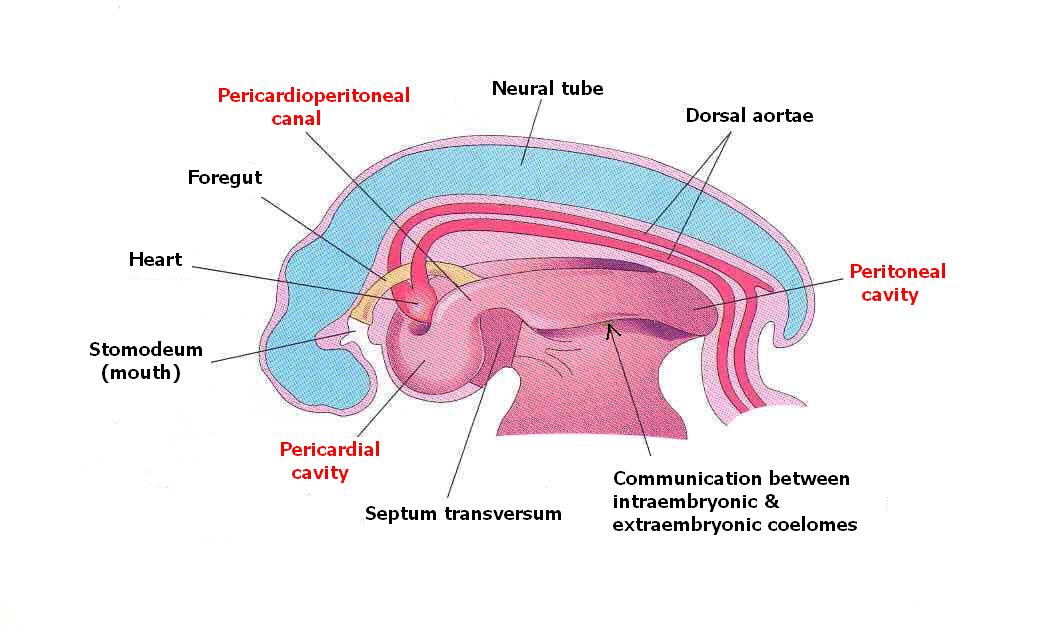 Neural tube
Pericardioperitoneal
canal
Dorsal aortae
Foregut
Heart
Peritoneal
cavity
Stomodeum
(mouth)
Pericardial
cavity
Septum transversum
Communication between
intraembryonic &
extraembryonic coelomes